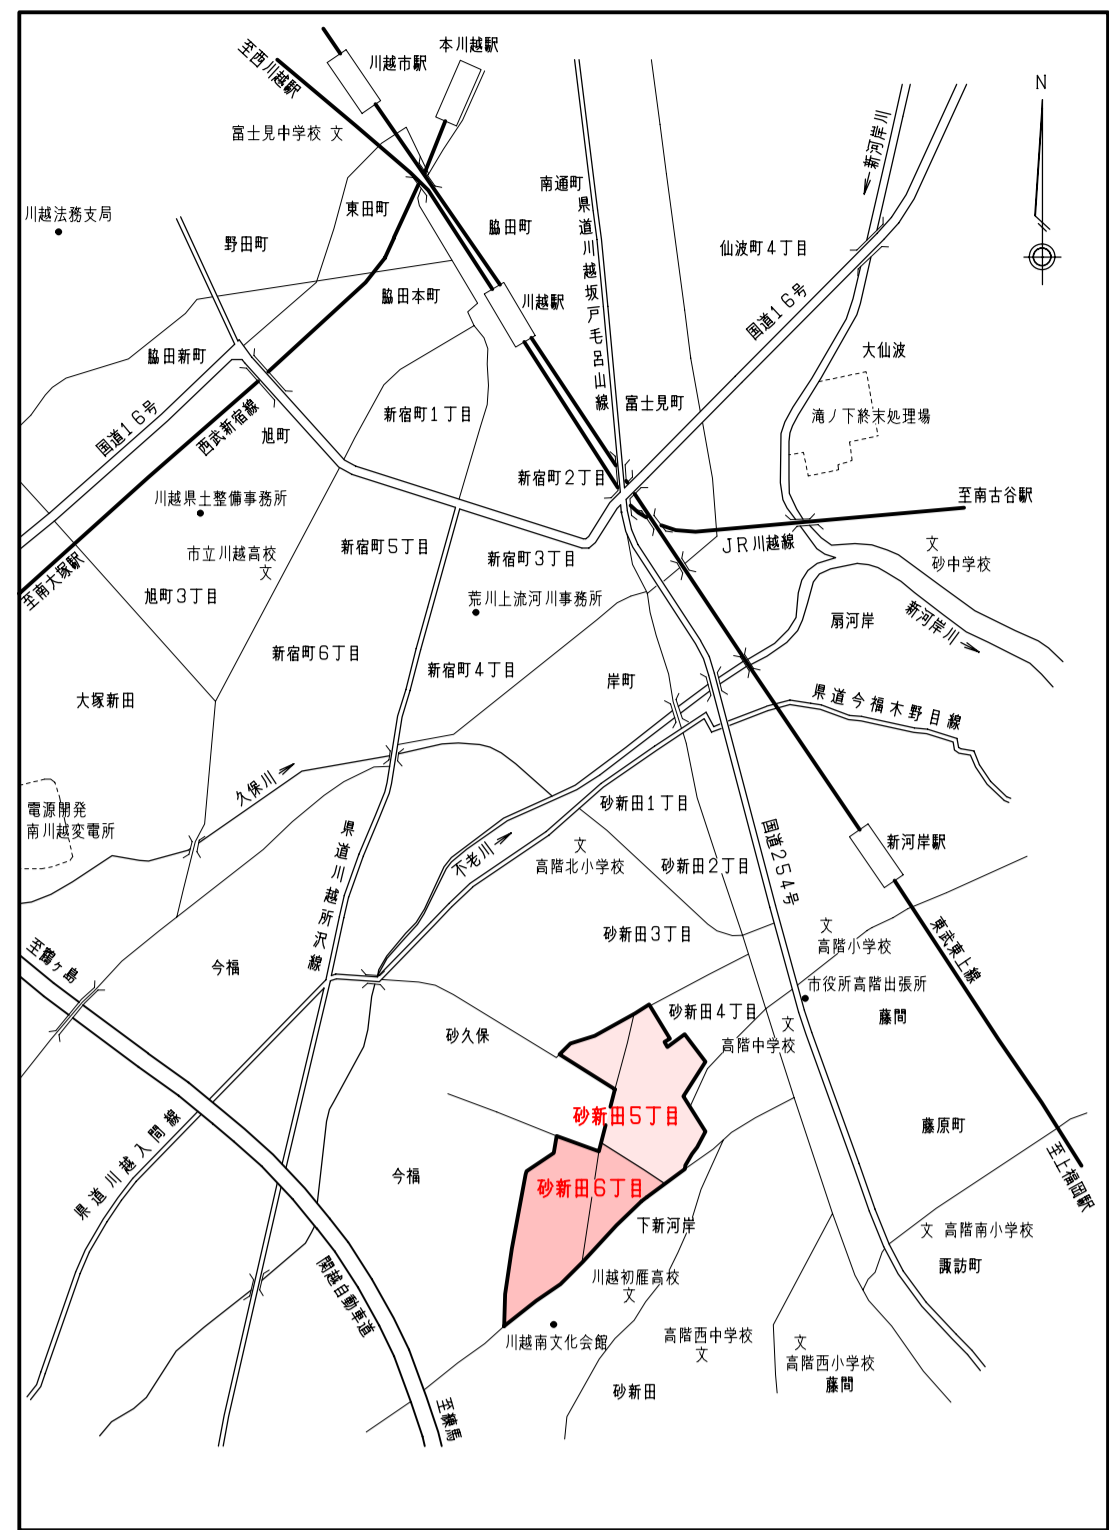 本川越駅
川越市駅
至西川越駅
N
富士見中学校 文
新河岸川
南通町
川越法務支局
東田町
脇田町
県道川越坂戸毛呂山線
仙波町4丁目
野田町
脇田本町
川越駅
国道16号
脇田新町
大仙波
富士見町
滝ノ下終末処理場
新宿町1丁目
国道16号
西武新宿線
旭町
新宿町2丁目
川越県土整備事務所
至南古谷駅
市立川越高校
文
新宿町5丁目
新宿町3丁目
JR川越線
文
砂中学校
至南大塚駅
旭町3丁目
荒川上流河川事務所
扇河岸
新河岸川
新宿町6丁目
新宿町4丁目
岸町
大塚新田
県道今福木野目線
久保川
電源開発
南川越変電所
砂新田1丁目
県道川越所沢線
不老川
文
高階北小学校
砂新田2丁目
国道254号
新河岸駅
文
高階小学校
東武東上線
砂新田3丁目
至鶴ヶ島
今福
市役所高階出張所
砂新田4丁目
文
高階中学校
藤間
砂久保
砂新田5丁目
藤原町
県道川越入間線
今福
砂新田6丁目
至上福岡駅
下新河岸
文 高階南小学校
諏訪町
関越自動車道
川越初雁高校
文
川越南文化会館
高階西中学校
文
文
高階西小学校
藤間
砂新田
至練馬